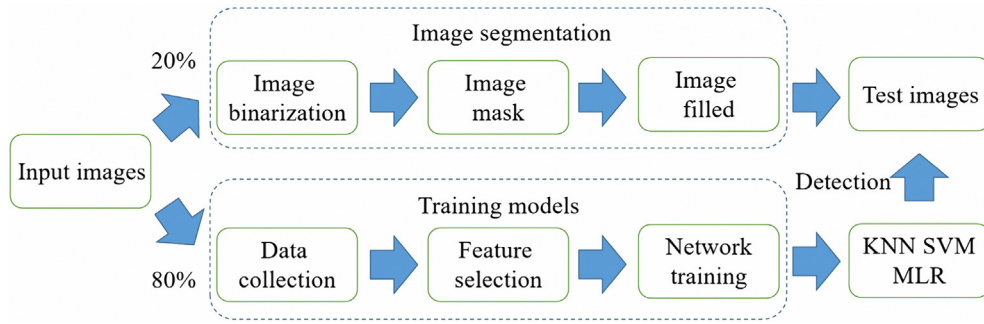 Image segmentation
20%
Image
binarization
Image
mask
Image
filled
Test images
Input images
Detection
Training models
80%
Data
collection
Feature
selection
Network
training
KNN SVM
MLR